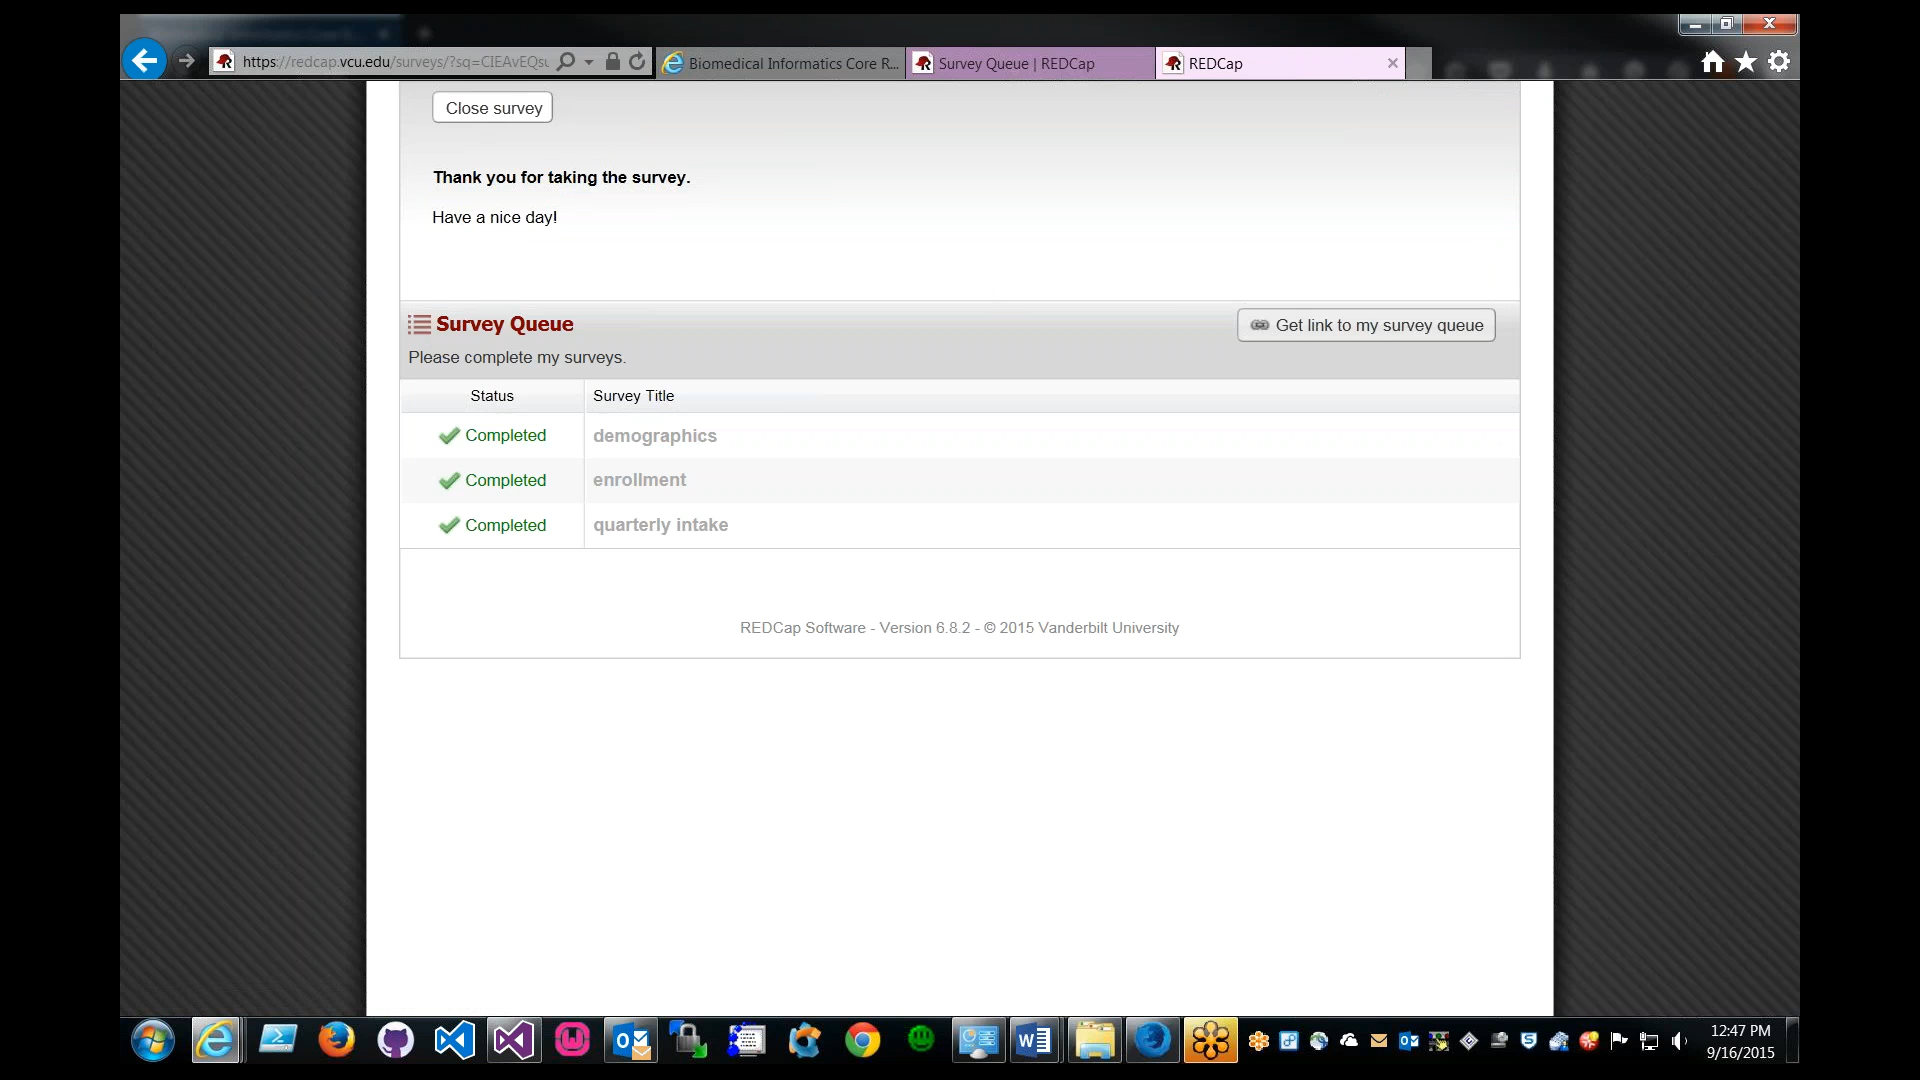 https://redcap.vcu.edu/surveys/?sq=CIEAvEQsu
Biomedical Informatics Core R...
Survey Queue | REDCap
REDCap
Close survey
Thank you for taking the survey.
Have a nice day!
Survey Queue
Get link to my survey queue
Please complete my surveys.
Status Survey Title
Completed demographics
Completed enrollment
Completed quarterly intake
REDCap Software - Version 6.8.2 - © 2015 Vanderbilt University
12:47 PM
9/16/2015